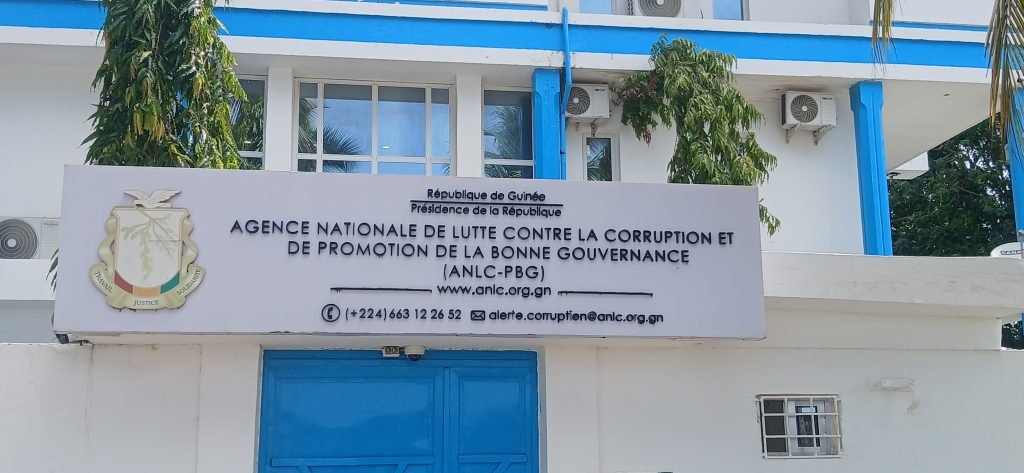 République de Guinée
Présidence de la République
AGENCE NATIONALE DE LUTTE CONTRE LA CORRUPTION ET
DE PROMOTION DE LA BONNE GOUVERNANCE
(ANLC-PBG)
www.anlc.org.gn
(+224) 663 12 26 52 alerte.corruption@anlc.org.gn
TRAVAIL JUSTICE SOLIDARITÉ
CANA